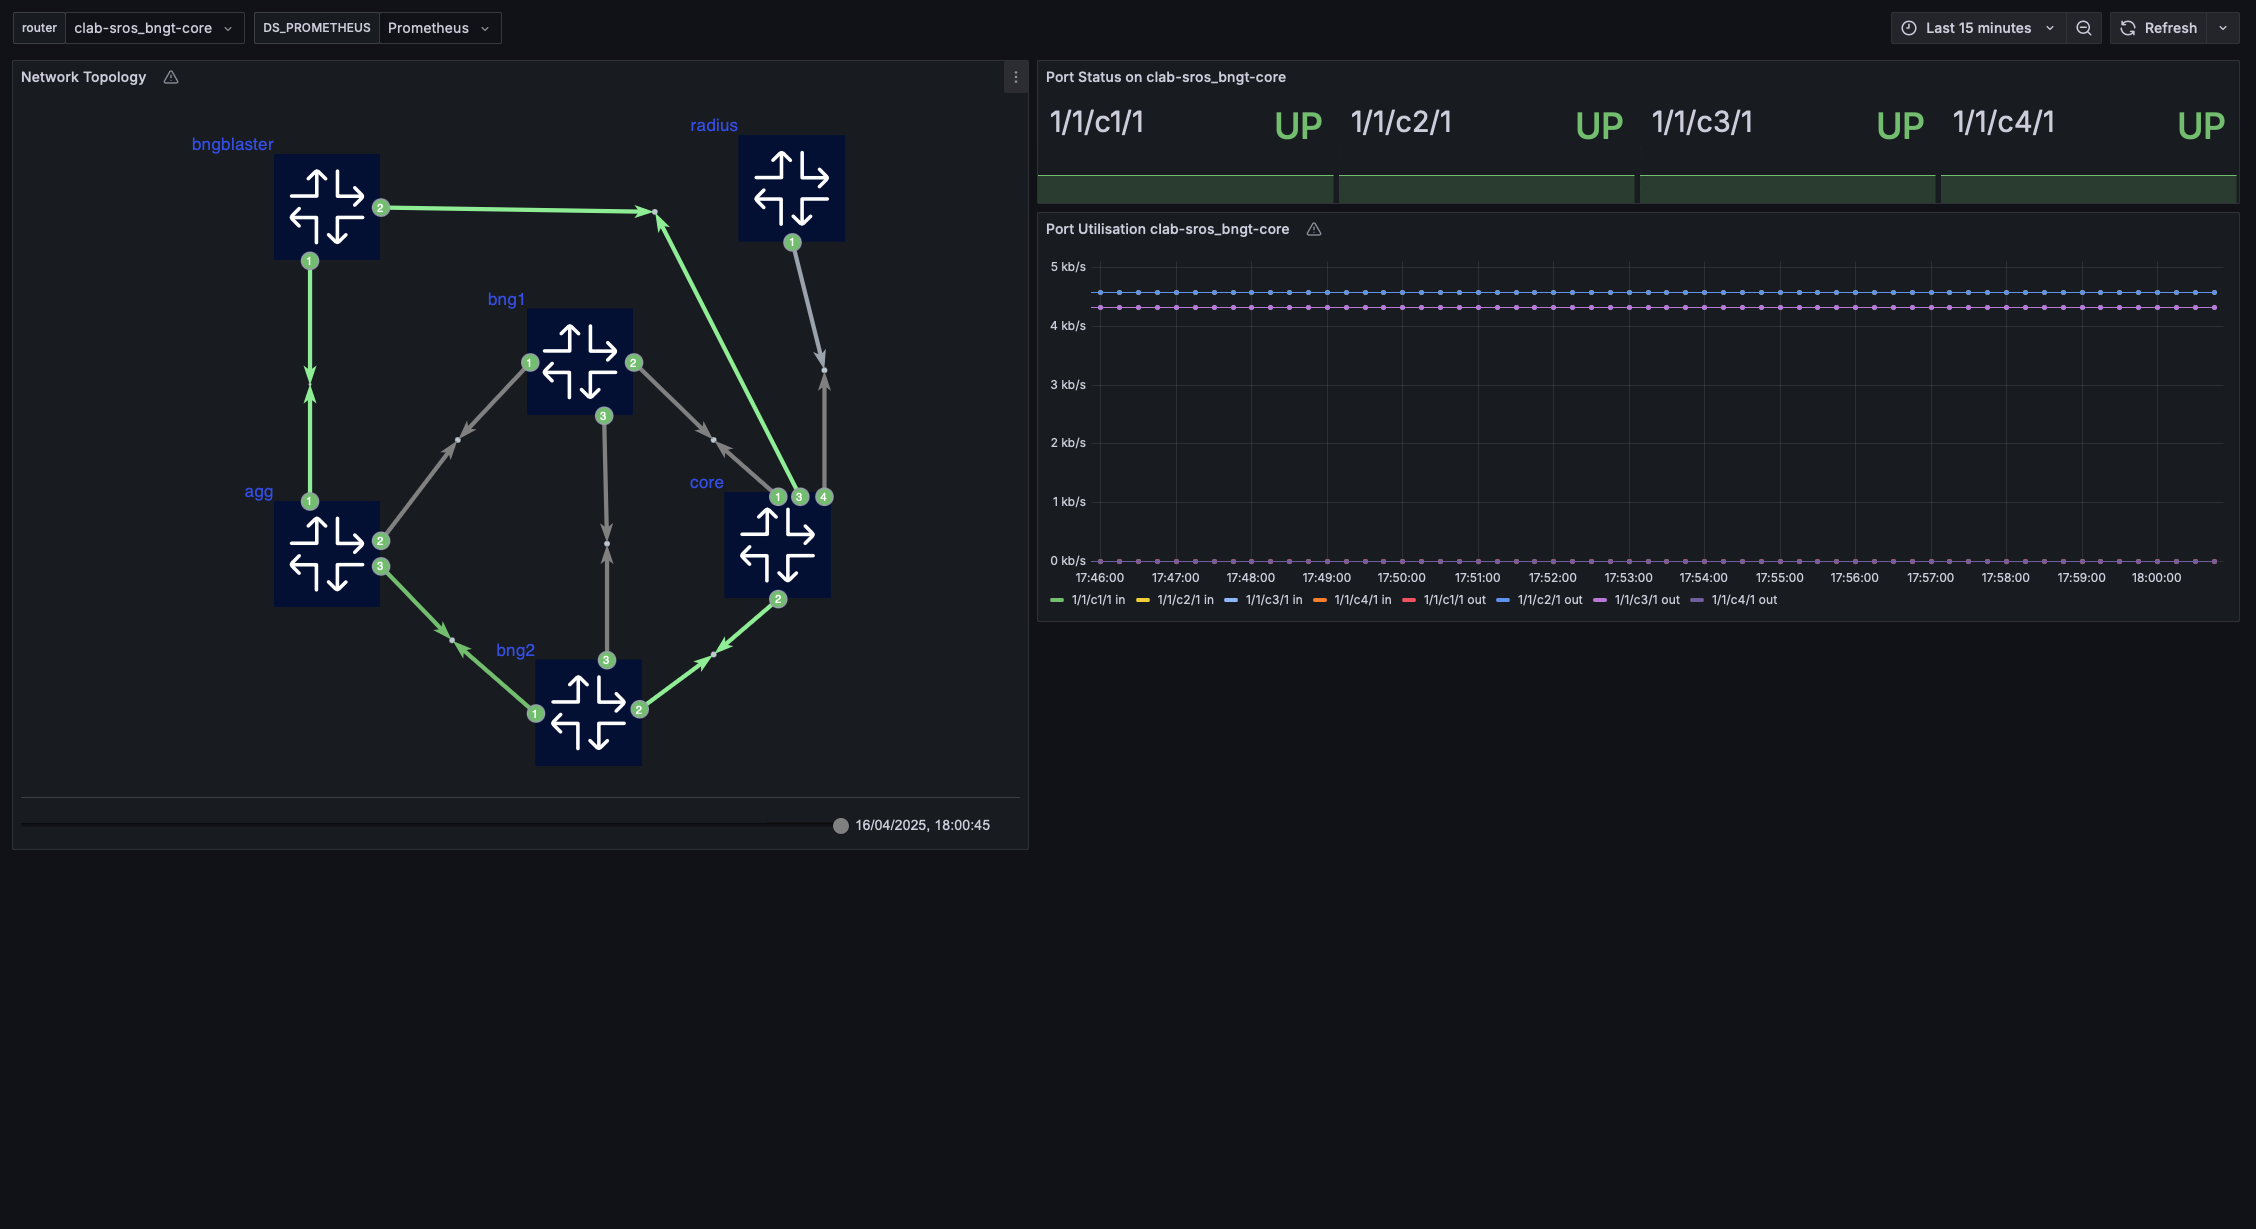 router clab-sros_bngt-core DS_PROMETHEUS Prometheus Last 15 minutes Refresh
Network Topology
radius
bngblaster
2
1
1
bng1
1 2
3
core
agg
1 3 4
1
2
3
2
bng2
3
1 2
16/04/2025, 18:00:45
Port Status on clab-sros_bngt-core
1/1/c1/1 UP 1/1/c2/1 UP 1/1/c3/1 UP 1/1/c4/1 UP
Port Utilisation clab-sros_bngt-core
5 kb/s
4 kb/s
3 kb/s
2 kb/s
1 kb/s
0 kb/s
17:46:00 17:47:00 17:48:00 17:49:00 17:50:00 17:51:00 17:52:00 17:53:00 17:54:00 17:55:00 17:56:00 17:57:00 17:58:00 17:59:00 18:00:00
1/1/c1/1 in 1/1/c2/1 in 1/1/c3/1 in 1/1/c4/1 in 1/1/c1/1 out 1/1/c2/1 out 1/1/c3/1 out 1/1/c4/1 out